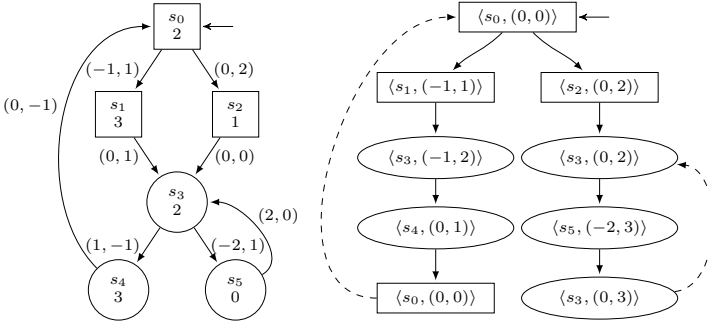 s₀
2
⟨s₀, (0, 0)⟩
(−1, 1)
(0, 2)
(0, −1)
⟨s₁, (−1, 1)⟩
⟨s₂, (0, 2)⟩
s₁
3
s₂
1
(0, 1)
(0, 0)
⟨s₃, (−1, 2)⟩
⟨s₃, (0, 2)⟩
s₃
2
(2, 0)
⟨s₄, (0, 1)⟩
⟨s₅, (−2, 3)⟩
(1, −1)
(−2, 1)
s₄
3
s₅
0
⟨s₀, (0, 0)⟩
⟨s₃, (0, 3)⟩